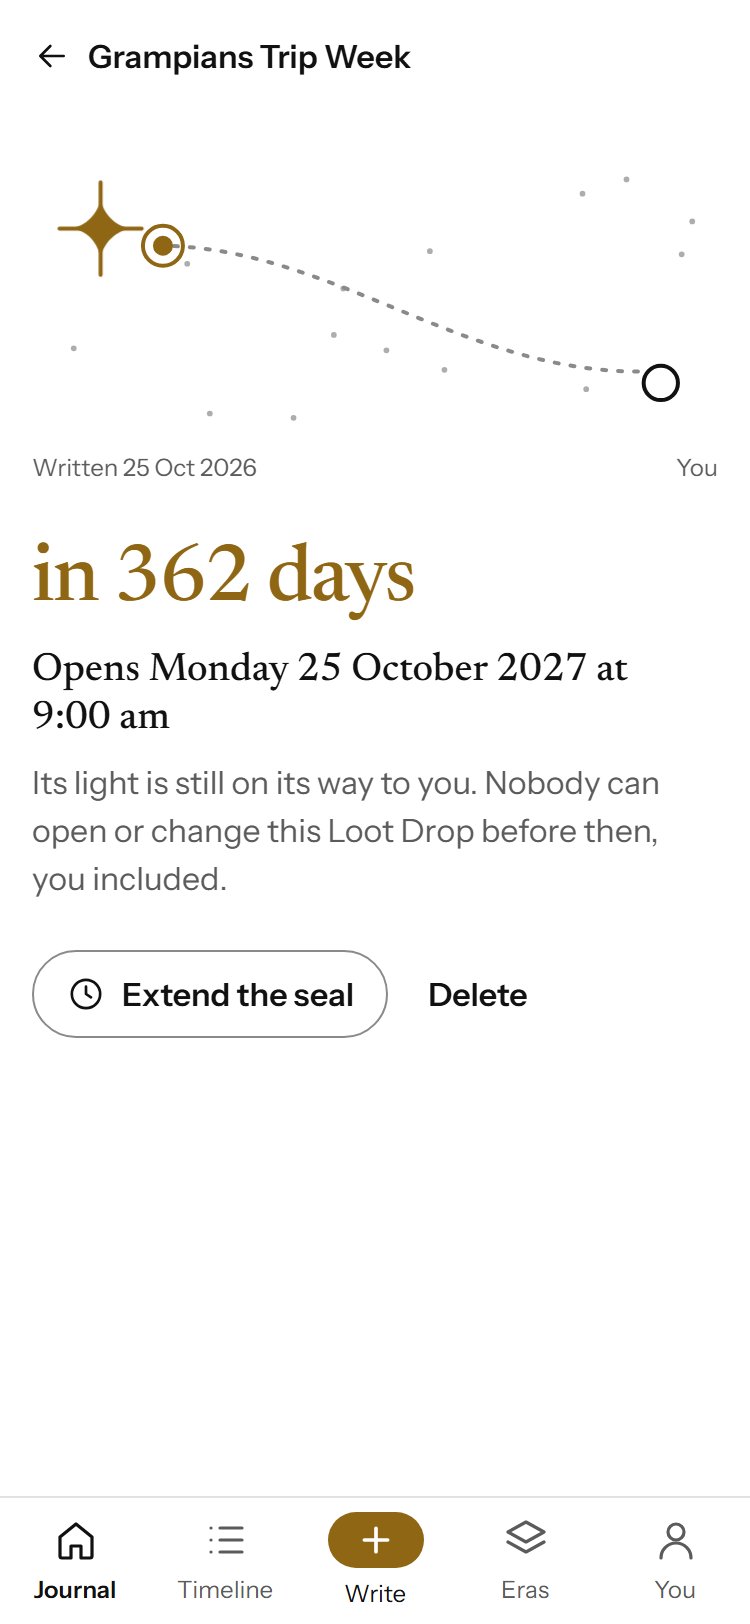 Grampians Trip Week
Written 25 Oct 2026
You
in 362 days
Opens Monday 25 October 2027 at
9:00 am
Its light is still on its way to you. Nobody can
open or change this Loot Drop before then,
you included.
Extend the seal
Delete
Journal
Timeline
Write
Eras
You